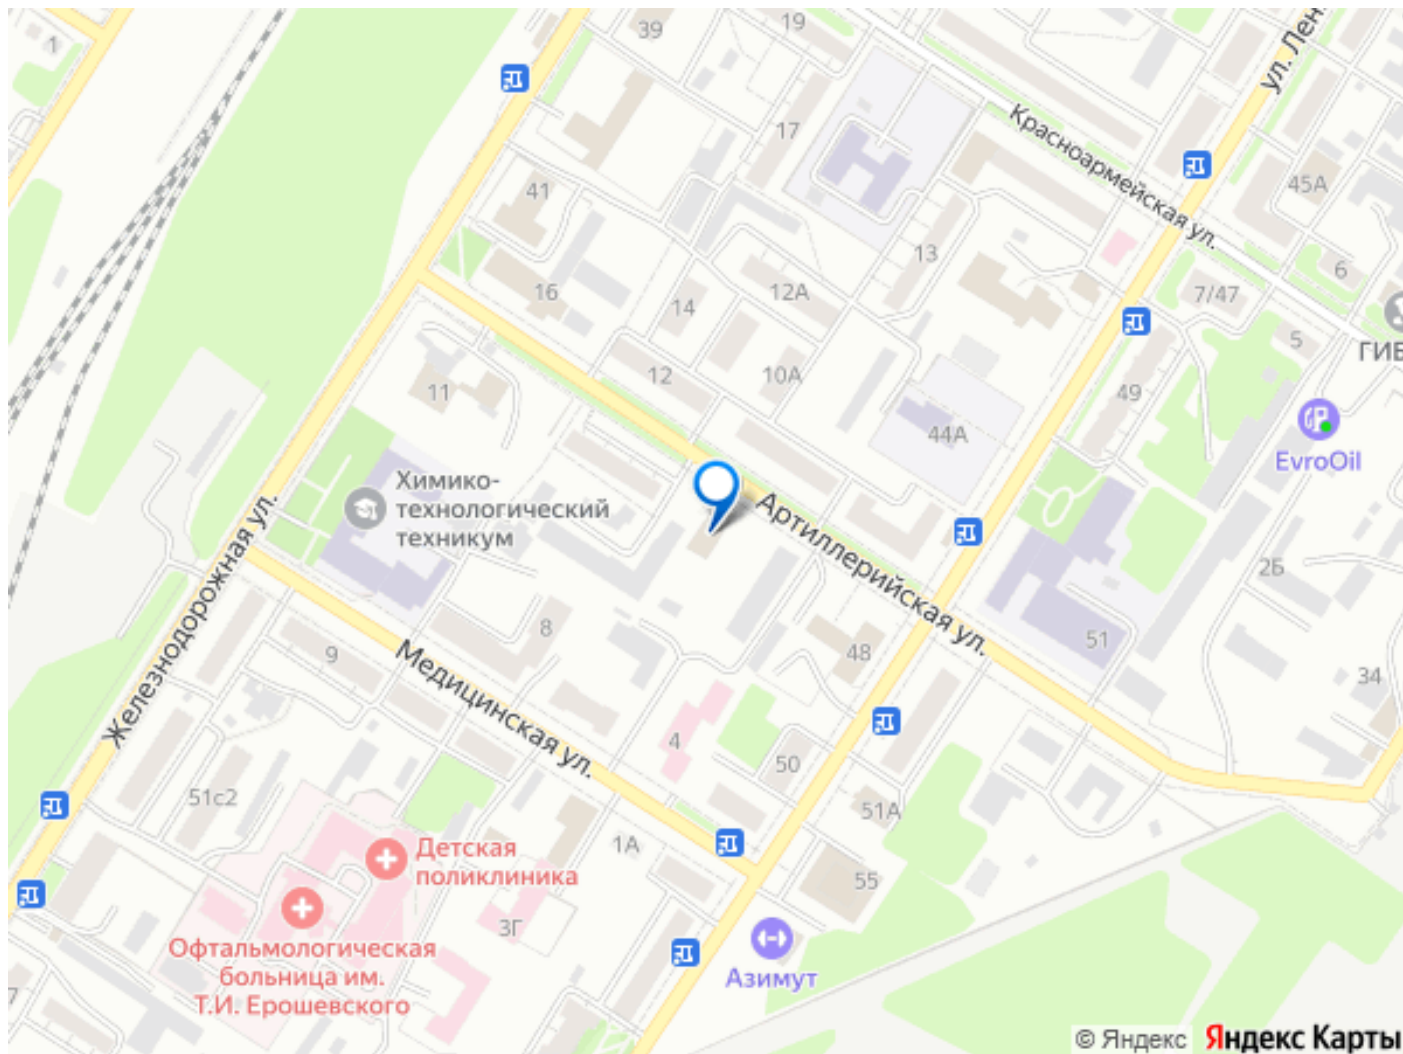 1
39
19
ул. Лен
17
Красноармейская ул.
41
45А
13
6
16
12А
7/47
14
5
ГИБ
12
10А
11
49
44А
EvroOil
Химико-
технологический
техникум
Артиллерийская ул.
Железнодорожная ул.
2Б
8
51
48
9
Медицинская ул.
34
4
50
51с2
51А
1А
Детская
поликлиника
55
3Г
Офтальмологическая
больница им.
Т.И. Ерошевского
Азимут
7
© Яндекс Яндекс Карты